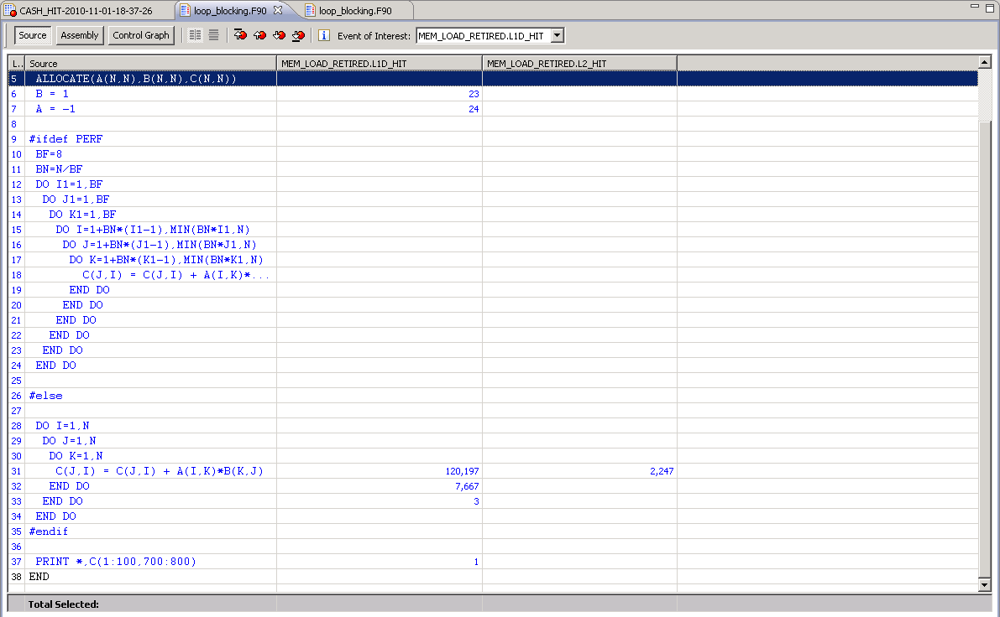 CASH_HIT-2010-11-01-18-37-26 loop_blocking.F90 loop_blocking.F90
Source Assembly Control Graph Event of Interest: MEM_LOAD_RETIRED.L1D_HIT
L.. Source MEM_LOAD_RETIRED.L1D_HIT MEM_LOAD_RETIRED.L2_HIT
5 ALLOCATE(A(N,N),B(N,N),C(N,N))
6 B = 1 23
7 A = -1 24
8
9 #ifdef PERF
10 BF=8
11 BN=N/BF
12 DO I1=1,BF
13 DO J1=1,BF
14 DO K1=1,BF
15 DO I=1+BN*(I1-1),MIN(BN*I1,N)
16 DO J=1+BN*(J1-1),MIN(BN*J1,N)
17 DO K=1+BN*(K1-1),MIN(BN*K1,N)
18 C(J,I) = C(J,I) + A(I,K)*...
19 END DO
20 END DO
21 END DO
22 END DO
23 END DO
24 END DO
25
26 #else
27
28 DO I=1,N
29 DO J=1,N
30 DO K=1,N
31 C(J,I) = C(J,I) + A(I,K)*B(K,J) 120,197 2,247
32 END DO 7,667
33 END DO 3
34 END DO
35 #endif
36
37 PRINT *,C(1:100,700:800) 1
38 END
Total Selected: